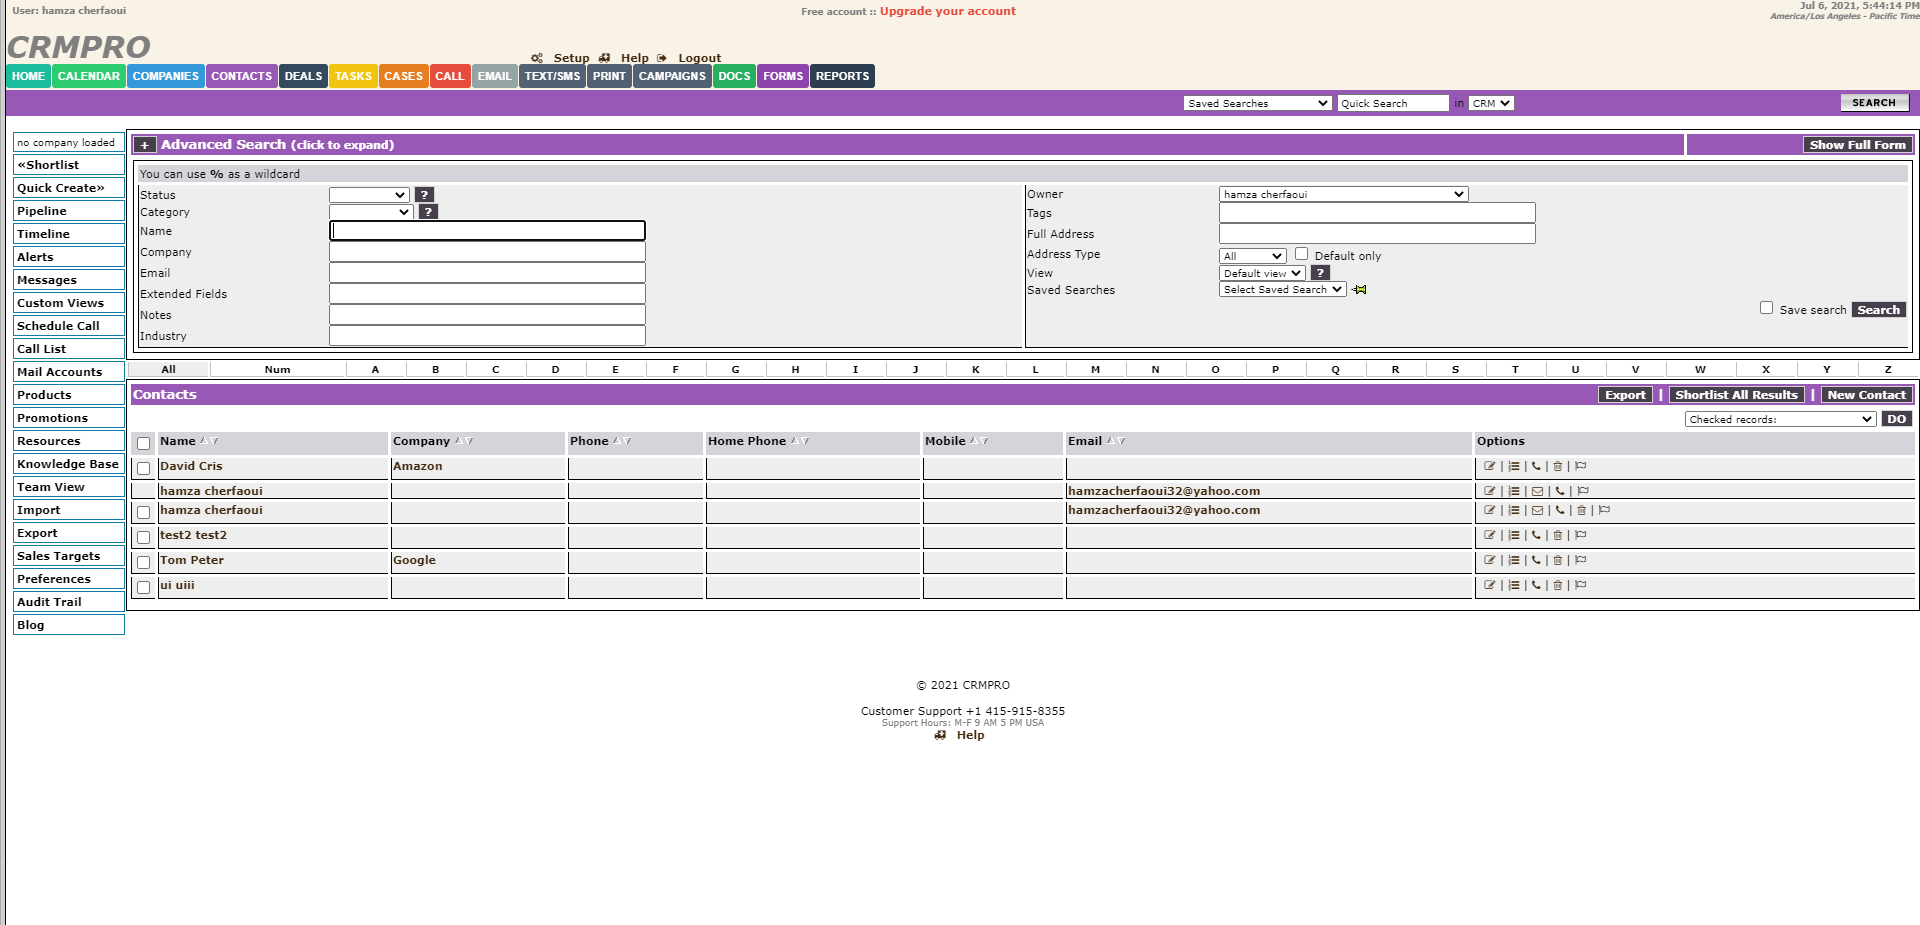 User: hamza cherfaoui
Free account :: Upgrade your account
Jul 6, 2021, 5:44:14 PM
America/Los Angeles - Pacific Time
CRMPRO
Setup Help Logout
HOME CALENDAR COMPANIES CONTACTS DEALS TASKS CASES CALL EMAIL TEXT/SMS PRINT CAMPAIGNS DOCS FORMS REPORTS
Saved Searches Quick Search in CRM SEARCH
no company loaded
«Shortlist
Quick Create»
Pipeline
Timeline
Alerts
Messages
Custom Views
Schedule Call
Call List
Mail Accounts
Products
Promotions
Resources
Knowledge Base
Team View
Import
Export
Sales Targets
Preferences
Audit Trail
Blog
+ Advanced Search (click to expand) Show Full Form
You can use % as a wildcard
Status ?
Category ?
Name
Company
Email
Extended Fields
Notes
Industry
Owner hamza cherfaoui
Tags
Full Address
Address Type All Default only
View Default view ?
Saved Searches Select Saved Search
Save search Search
All Num A B C D E F G H I J K L M N O P Q R S T U V W X Y Z
Contacts Export | Shortlist All Results | New Contact
Checked records: DO
Name Company Phone Home Phone Mobile Email Options
David Cris Amazon | | | |
hamza cherfaoui hamzacherfaoui32@yahoo.com | | | |
hamza cherfaoui hamzacherfaoui32@yahoo.com | | | | |
test2 test2 | | | |
Tom Peter Google | | | |
ui uiii | | | |
© 2021 CRMPRO
Customer Support +1 415-915-8355
Support Hours: M-F 9 AM 5 PM USA
Help